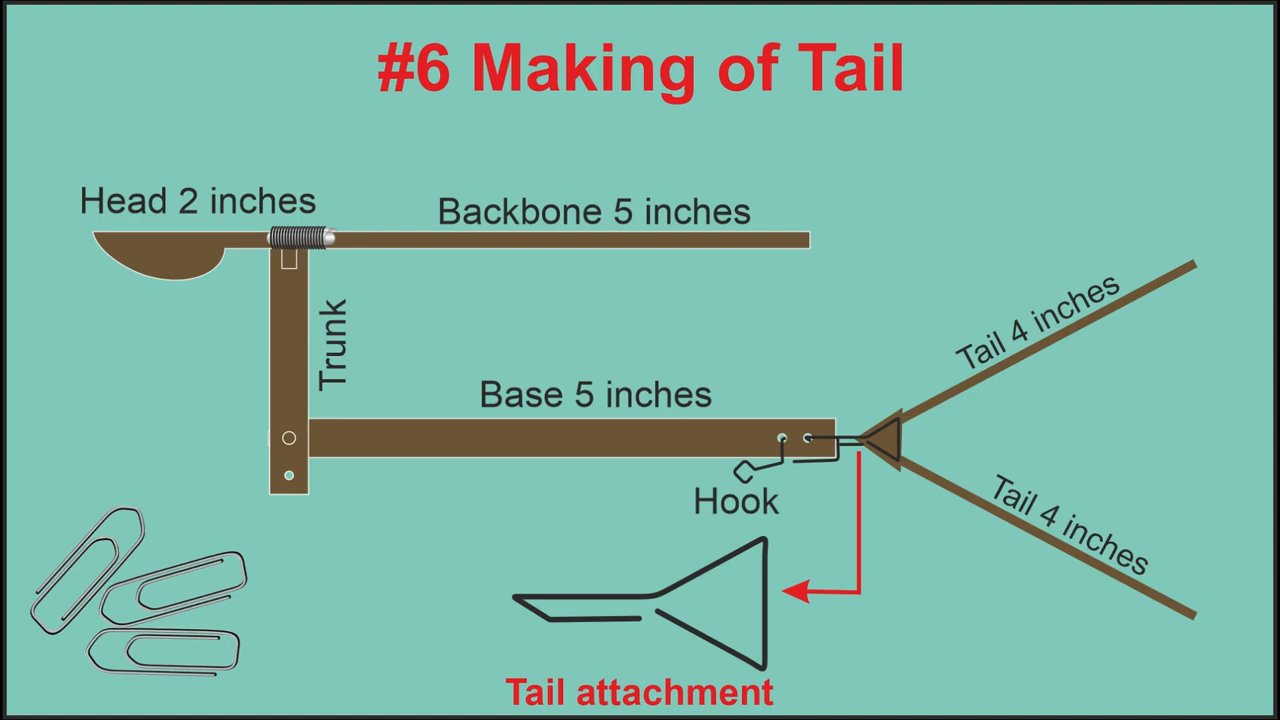 #6 Making of Tail
Head 2 inches
Backbone 5 inches
Trunk
Base 5 inches
Tail 4 inches
Tail 4 inches
Hook
Tail attachment